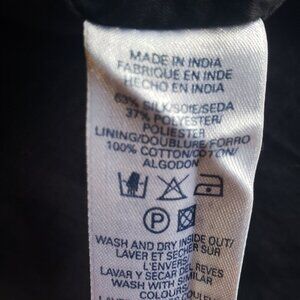 MADE IN INDIA
FABRIQUE EN INDE
HECHO EN INDIA
63% SILK/SOIE/SEDA
37% POLYESTER/
POLIESTER
LINING/DOUBLURE/FORRO
100% COTTON/COTON/
ALGODON
P
WASH AND DRY INSIDE OUT/
LAVER ET SECHER SUR
L'ENVERS/
LAVAR Y SECAR DEL REVES
WASH WITH SIMILAR
COLOURS/